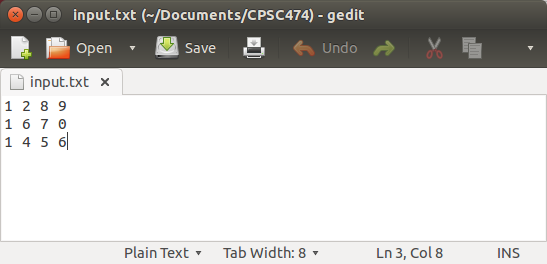 input.txt (~/Documents/CPSC474) - gedit
Open Save Undo
input.txt
1 2 8 9
1 6 7 0
1 4 5 6
Plain Text Tab Width: 8 Ln 3, Col 8 INS